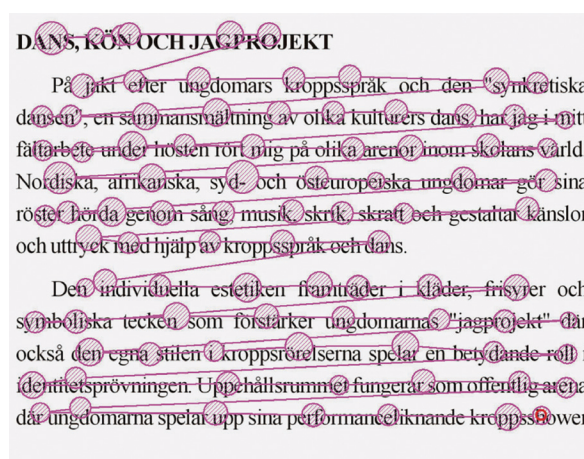 DANS, KÖN OCH JAGPROJEKT
På jakt efter ungdomars kroppsspråk och den "synkretiska
dansen", en sammansmältning av olika kulturers dans, har jag i mitt
fältarbete under hösten rört mig på olika arenor inom skolans värld.
Nordiska, afrikanska, syd- och östeuropeiska ungdomar gör sina
röster hörda genom sång, musik, skrik, skratt och gestaltar känslor
och uttryck med hjälp av kroppsspråk och dans.
Den individuella estetiken framträder i kläder, frisyrer och
symboliska tecken som förstärker ungdomarnas "jagprojekt" där
också den egna stilen i kroppsrörelserna spelar en betydande roll i
identitetsprövningen. Uppehållsrummet fungerar som offentlig arena
där ungdomarna spelar upp sina performanceliknande kroppsshower